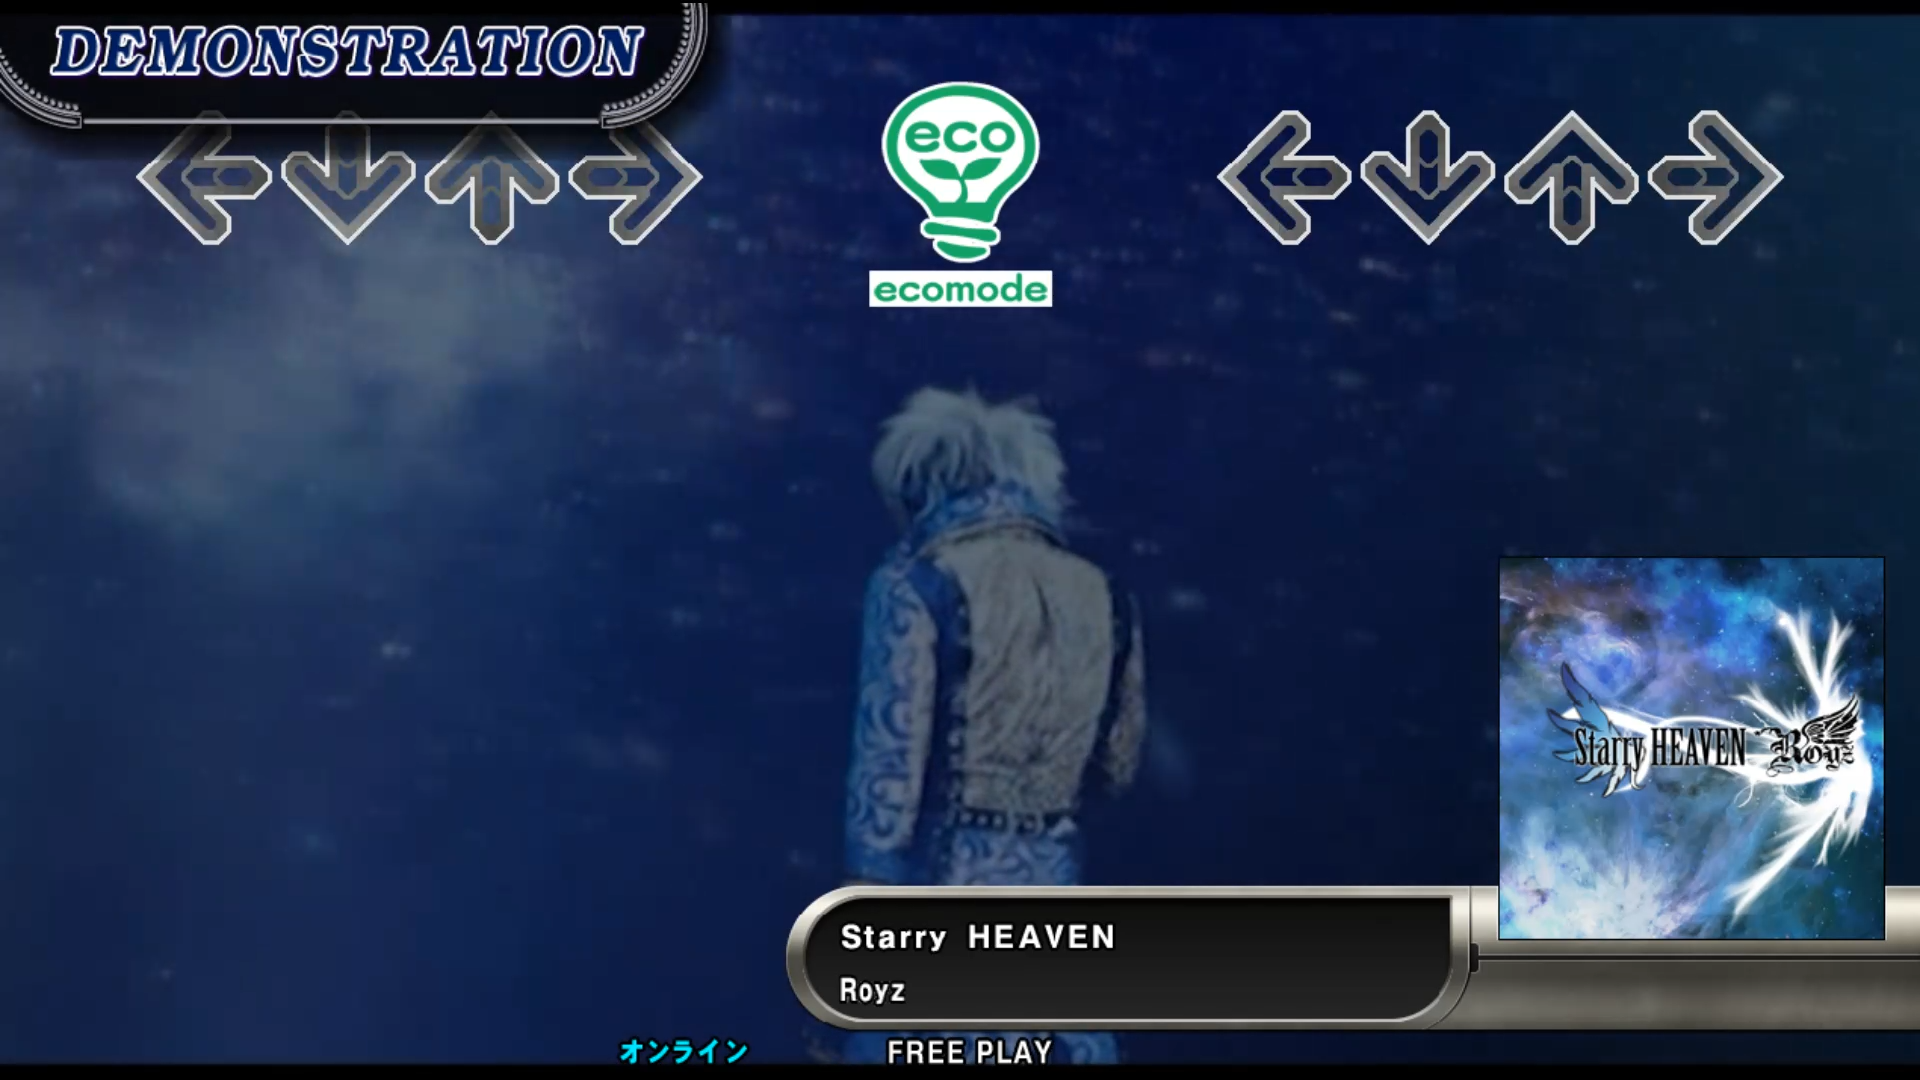 DEMONSTRATION
eco
ecomode
Starry HEAVEN Royz
Starry HEAVEN
Royz
オンライン FREE PLAY